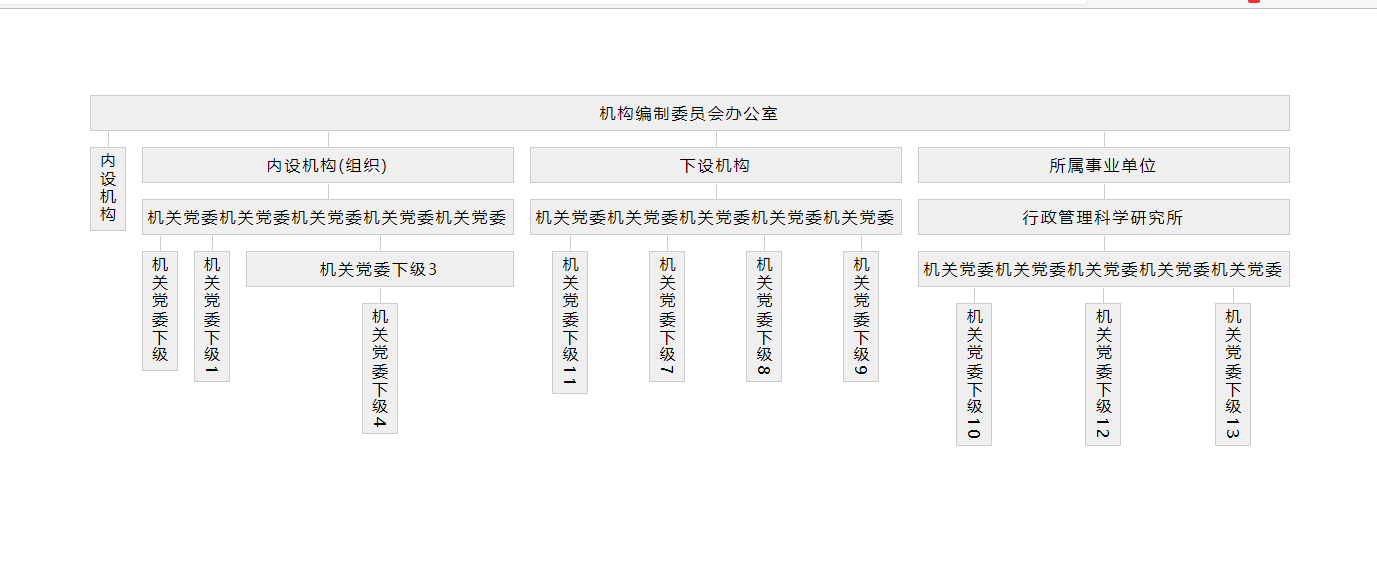 机构编制委员会办公室
内设机构
内设机构(组织)
下设机构
所属事业单位
机关党委机关党委机关党委机关党委机关党委
机关党委机关党委机关党委机关党委机关党委
行政管理科学研究所
机关党委下级
机关党委下级1
机关党委下级3
机关党委下级11
机关党委下级7
机关党委下级8
机关党委下级9
机关党委机关党委机关党委机关党委机关党委
机关党委下级4
机关党委下级10
机关党委下级12
机关党委下级13